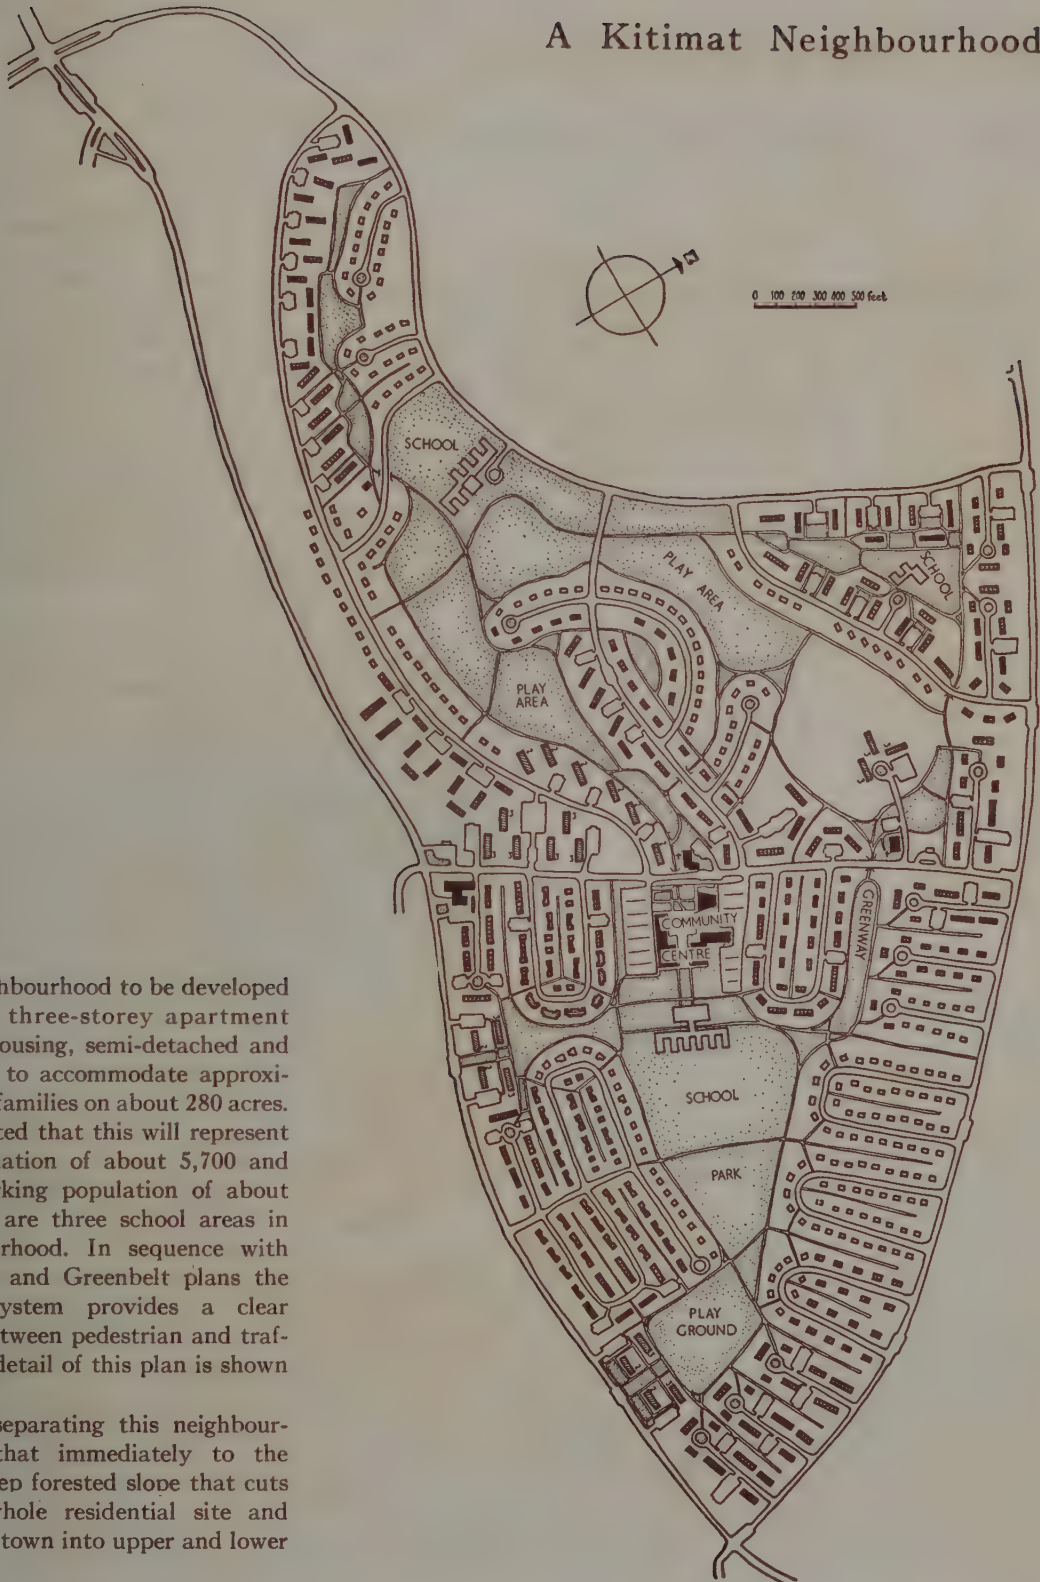 A Kitimat Neighbourhood
0 100 200 300 400 500 feet
SCHOOL
PLAY AREA
SCHOOL
PLAY
AREA
COMMUNITY
CENTRE
GREENWAY
SCHOOL
PARK
PLAY
GROUND
hbourhood to be developed
three-storey apartment
ousing, semi-detached and
to accommodate approxi-
families on about 280 acres.
ted that this will represent
lation of about 5,700 and
rking population of about
are three school areas in
rhood. In sequence with
and Greenbelt plans the
ystem provides a clear
tween pedestrian and traf-
detail of this plan is shown
separating this neighbour-
that immediately to the
ep forested slope that cuts
hole residential site and
town into upper and lower